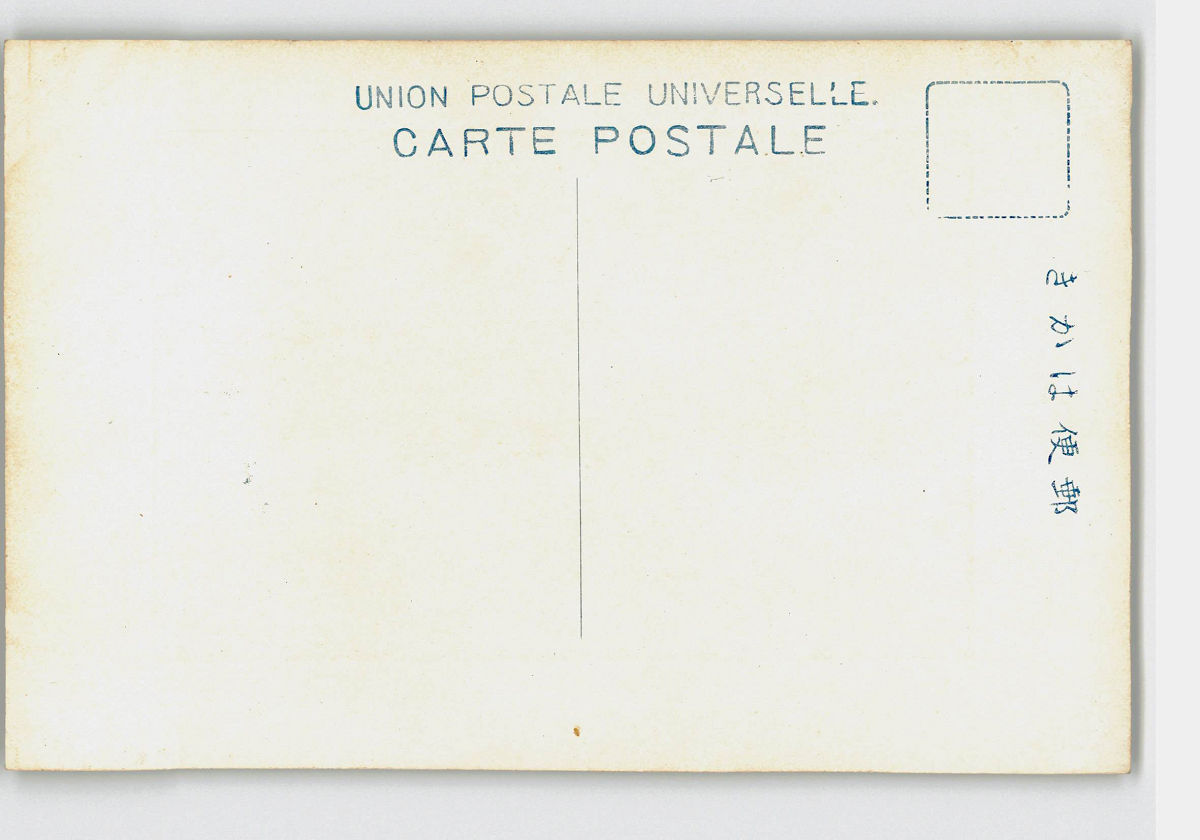 UNION POSTALE UNIVERSELLE.
CARTE POSTALE
きかは便郵